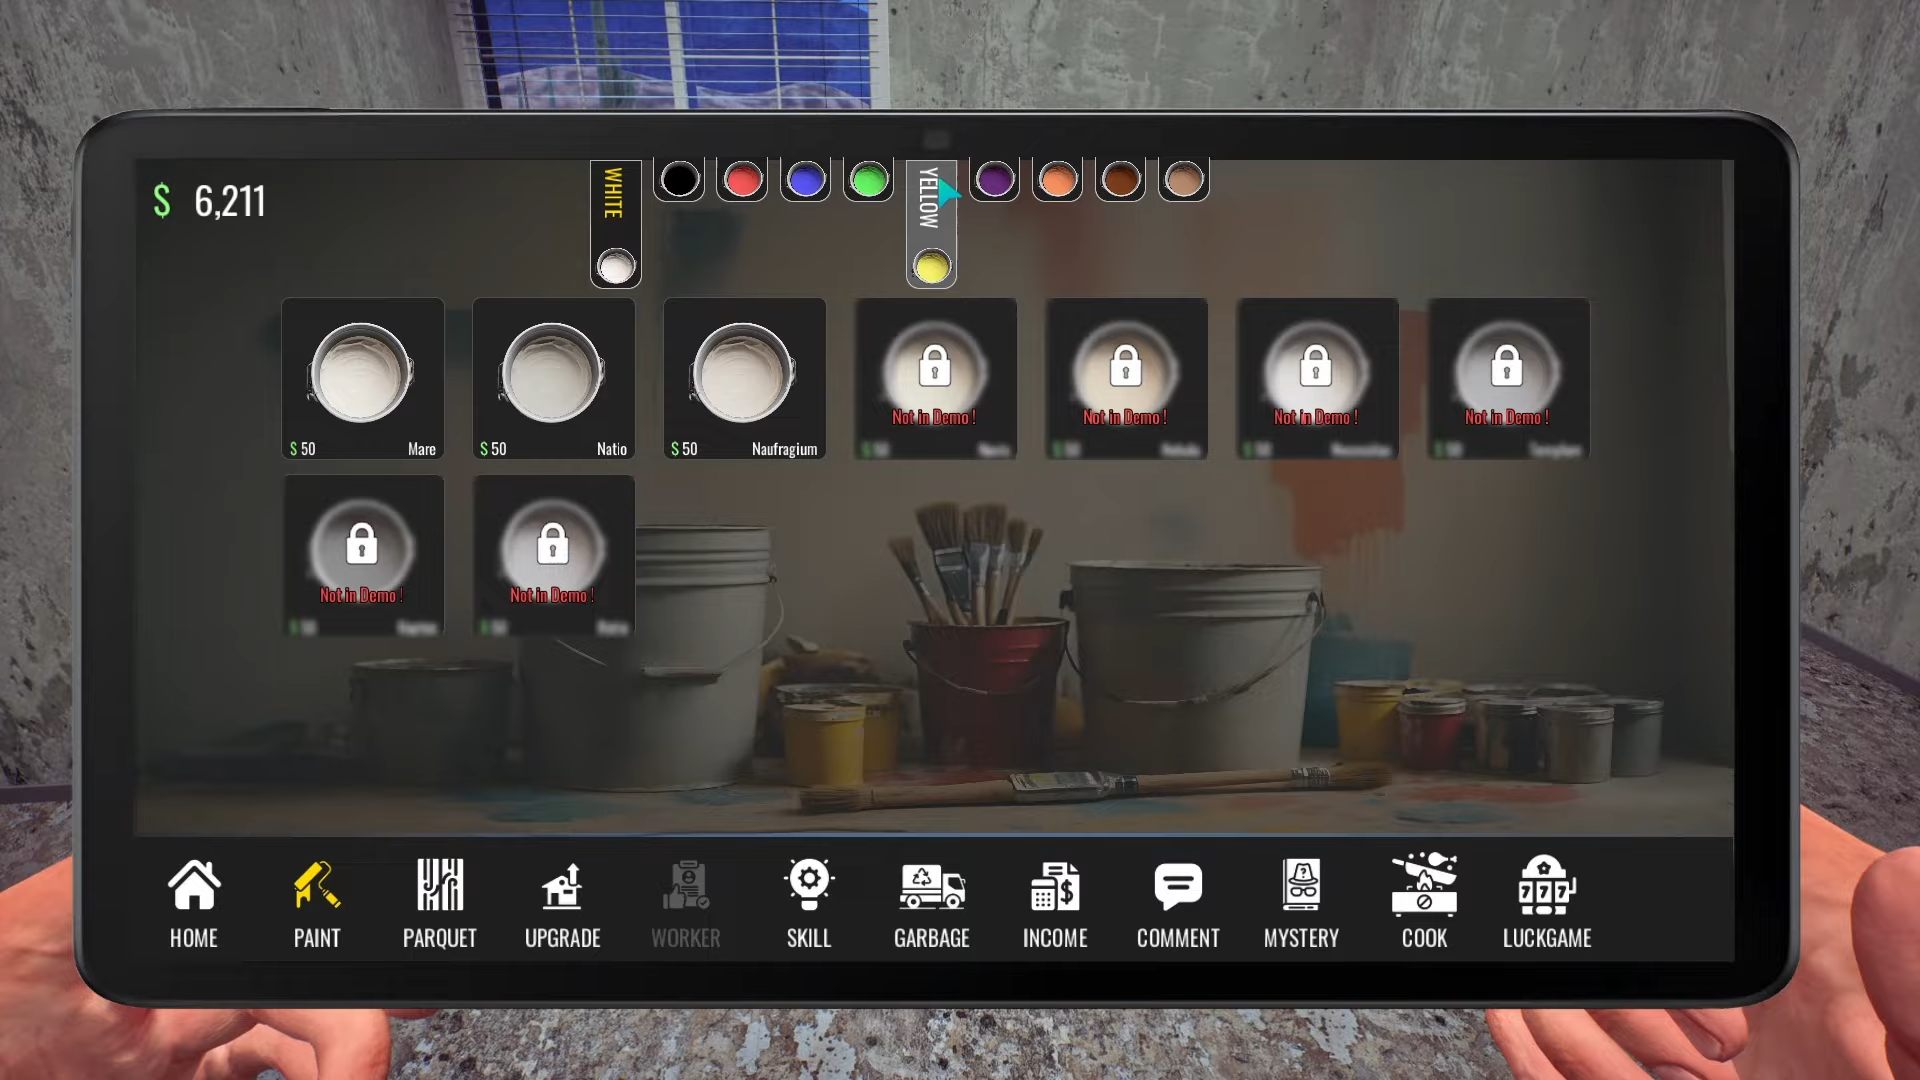 $ 6,211
WHITE
YELLOW
$ 50 Mare
$ 50 Natio
$ 50 Naufragium
Not in Demo !
Not in Demo !
Not in Demo !
Not in Demo !
Not in Demo !
Not in Demo !
HOME
PAINT
PARQUET
UPGRADE
WORKER
SKILL
GARBAGE
INCOME
COMMENT
MYSTERY
COOK
LUCKGAME